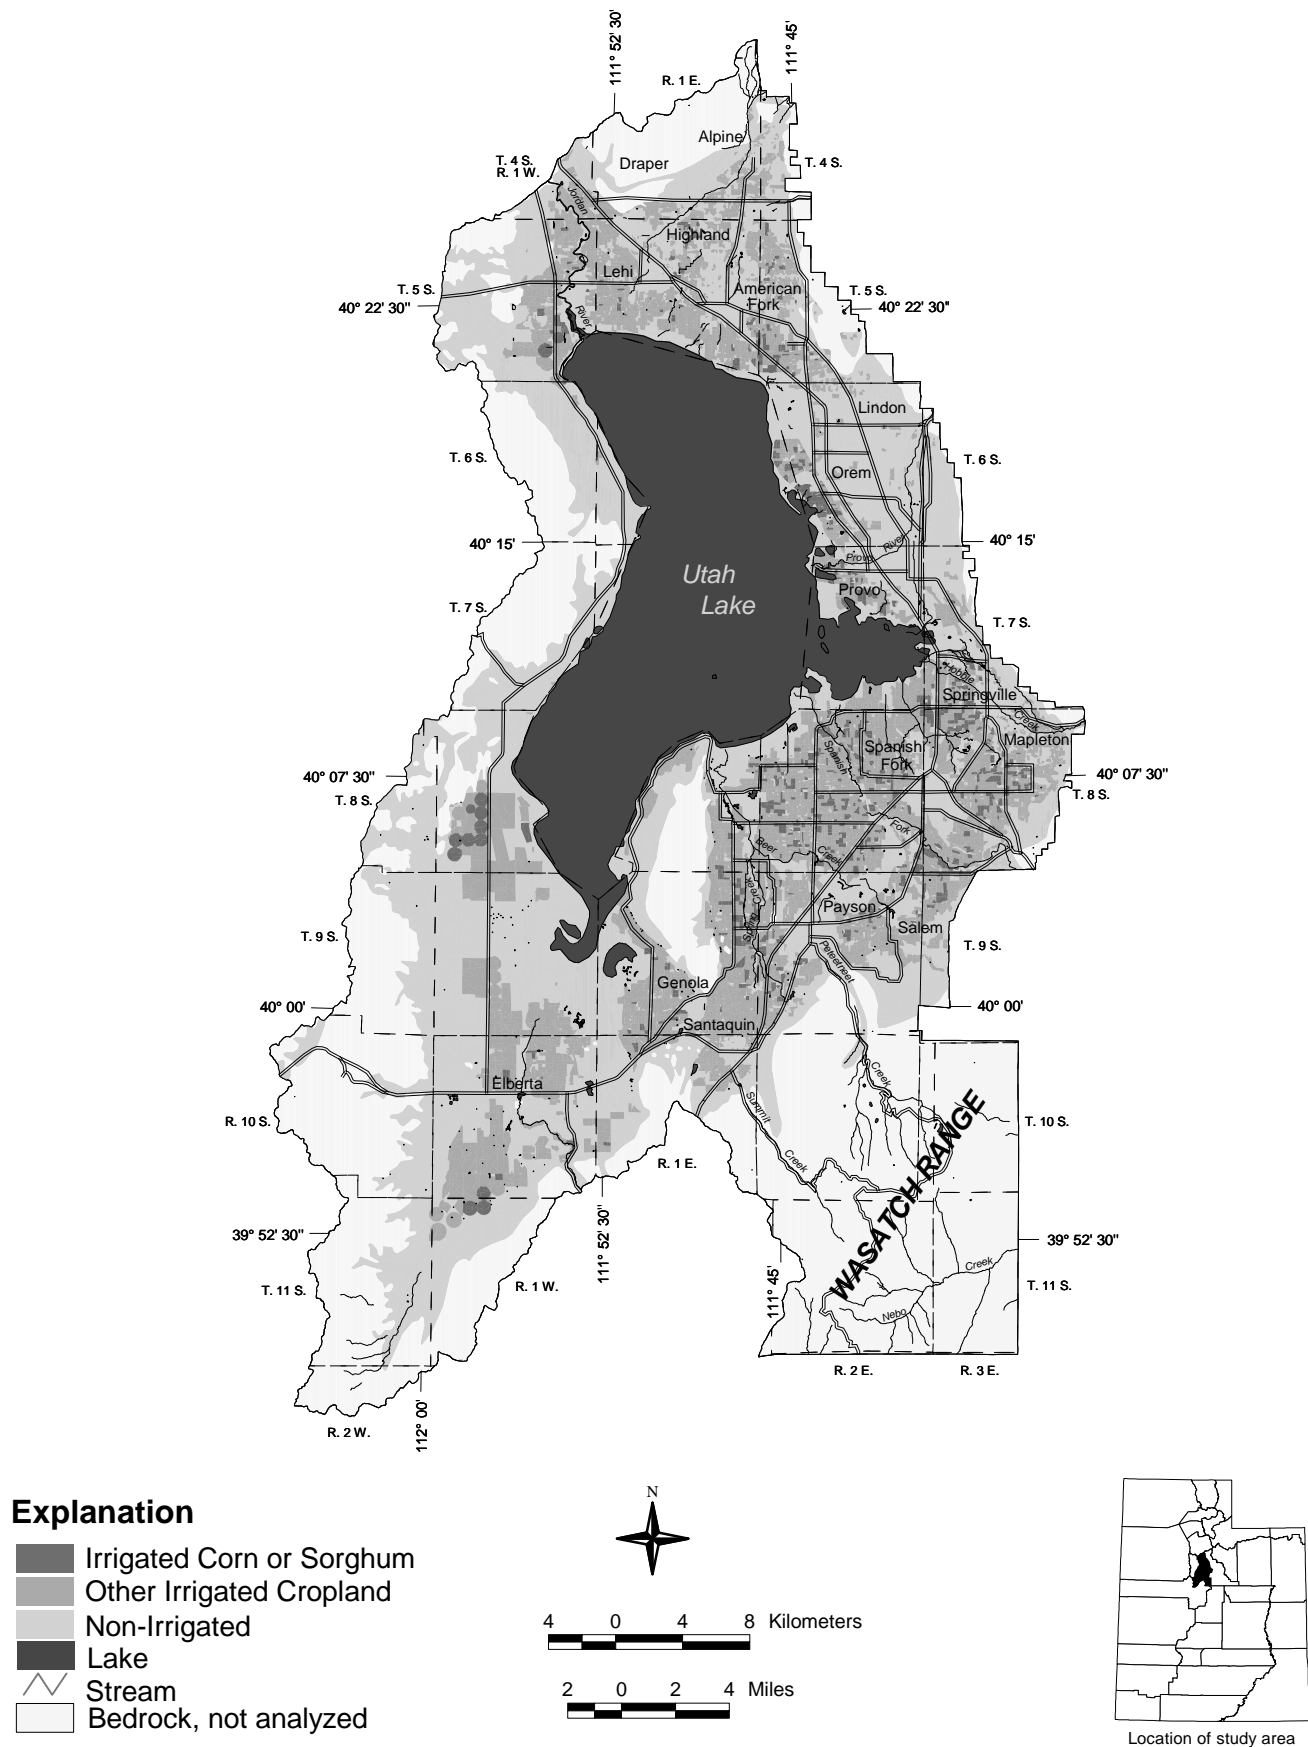 111° 52' 30"
111° 45'
R. 1 E.
Alpine
T. 4 S.
R. 1 W.
Draper
T. 4 S.
Jordan
Highland
Lehi
T. 5 S.
40° 22' 30"
American
Fork
T. 5 S.
40° 22' 30"
River
Lindon
T. 6 S.
T. 6 S.
Orem
40° 15'
40° 15'
Provo River
Utah
Lake
Provo
T. 7 S.
T. 7 S.
Hobble
Springville
Creek
Mapleton
Spanish
Fork
Spanish
40° 07' 30"
40° 07' 30"
T. 8 S.
T. 8 S.
Fork
Beer
Creek
Spring Creek
Payson
Salem
T. 9 S.
T. 9 S.
Peteetneet
Genola
40° 00'
40° 00'
Santaquin
Creek
Elberta
Summit
R. 10 S.
T. 10 S.
Creek
R. 1 E.
WASATCH RANGE
39° 52' 30"
39° 52' 30"
111° 52' 30"
111° 45'
Creek
T. 11 S.
R. 1 W.
T. 11 S.
Nebo
R. 2 E.
R. 3 E.
112° 00'
R. 2 W.
Explanation
Irrigated Corn or Sorghum
Other Irrigated Cropland
Non-Irrigated
Lake
Stream
Bedrock, not analyzed
N
4 0 4 8 Kilometers
2 0 2 4 Miles
Location of study area